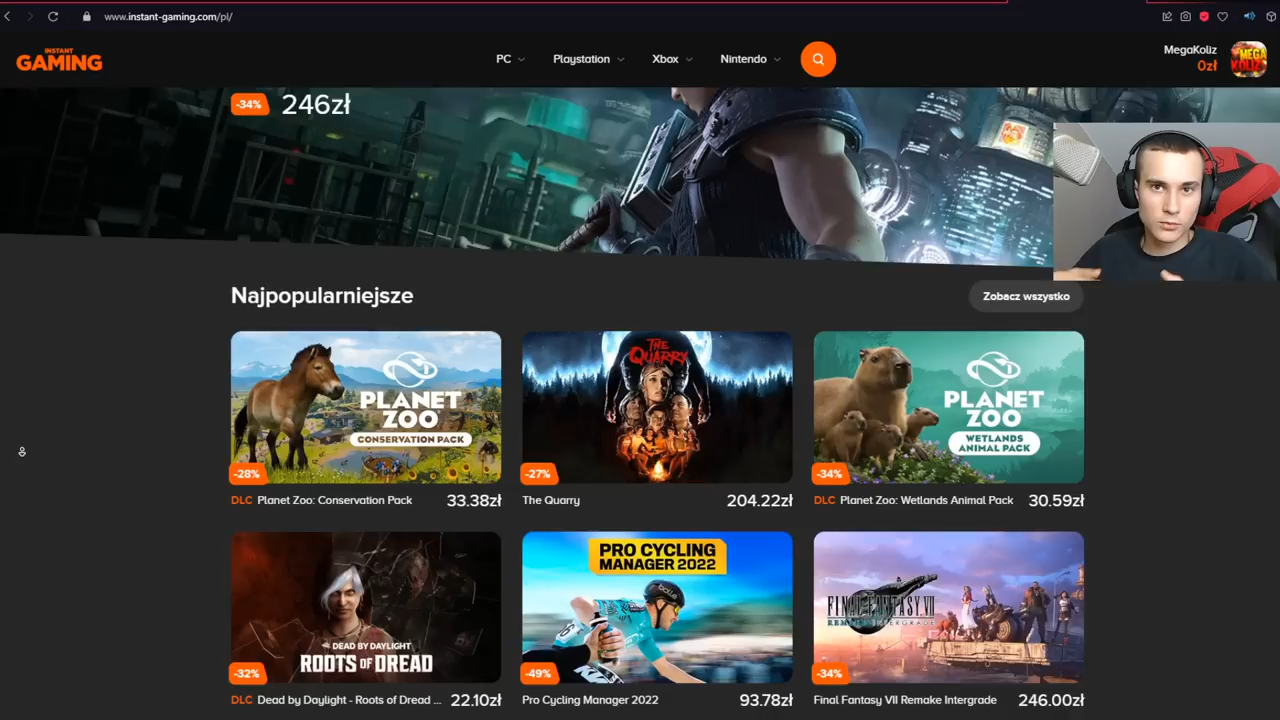 www.instant-gaming.com/pl/
INSTANT
GAMING
PC
Playstation
Xbox
Nintendo
MegaKoliz
0zł
MEGA
KOLIZ
-34%
246zł
Najpopularniejsze
Zobacz wszystko
PLANET
ZOO
CONSERVATION PACK
-28%
DLC Planet Zoo: Conservation Pack
33.38zł
THE
QUARRY
-27%
The Quarry
204.22zł
PLANET
ZOO
WETLANDS
ANIMAL PACK
-34%
DLC Planet Zoo: Wetlands Animal Pack
30.59zł
DEAD BY DAYLIGHT
ROOTS OF DREAD
-32%
DLC Dead by Daylight - Roots of Dread ...
22.10zł
PRO CYCLING
MANAGER 2022
-49%
Pro Cycling Manager 2022
93.78zł
FINAL FANTASY VII
REMAKE INTERGRADE
-34%
Final Fantasy VII Remake Intergrade
246.00zł